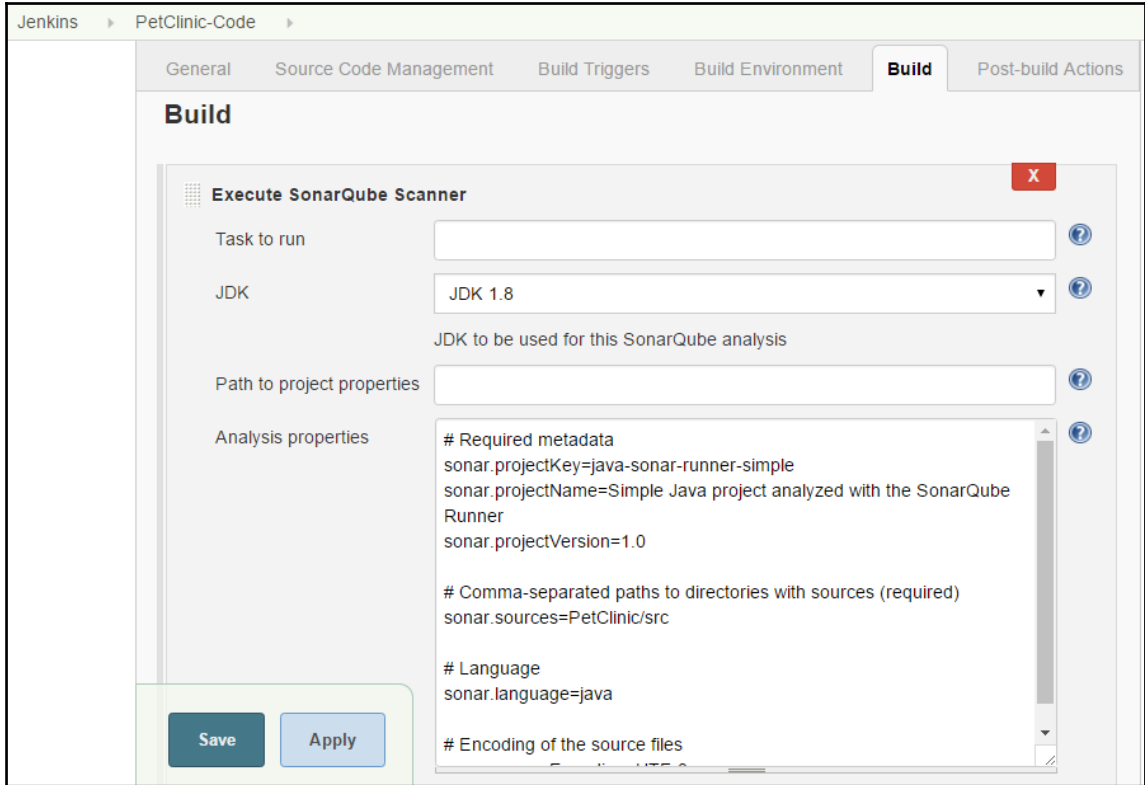 Jenkins PetClinic-Code
General Source Code Management Build Triggers Build Environment Build Post-build Actions
Build
X
Execute SonarQube Scanner
Task to run
JDK JDK 1.8
JDK to be used for this SonarQube analysis
Path to project properties
Analysis properties
# Required metadata
sonar.projectKey=java-sonar-runner-simple
sonar.projectName=Simple Java project analyzed with the SonarQube
Runner
sonar.projectVersion=1.0
# Comma-separated paths to directories with sources (required)
sonar.sources=PetClinic/src
# Language
sonar.language=java
# Encoding of the source files
Save Apply